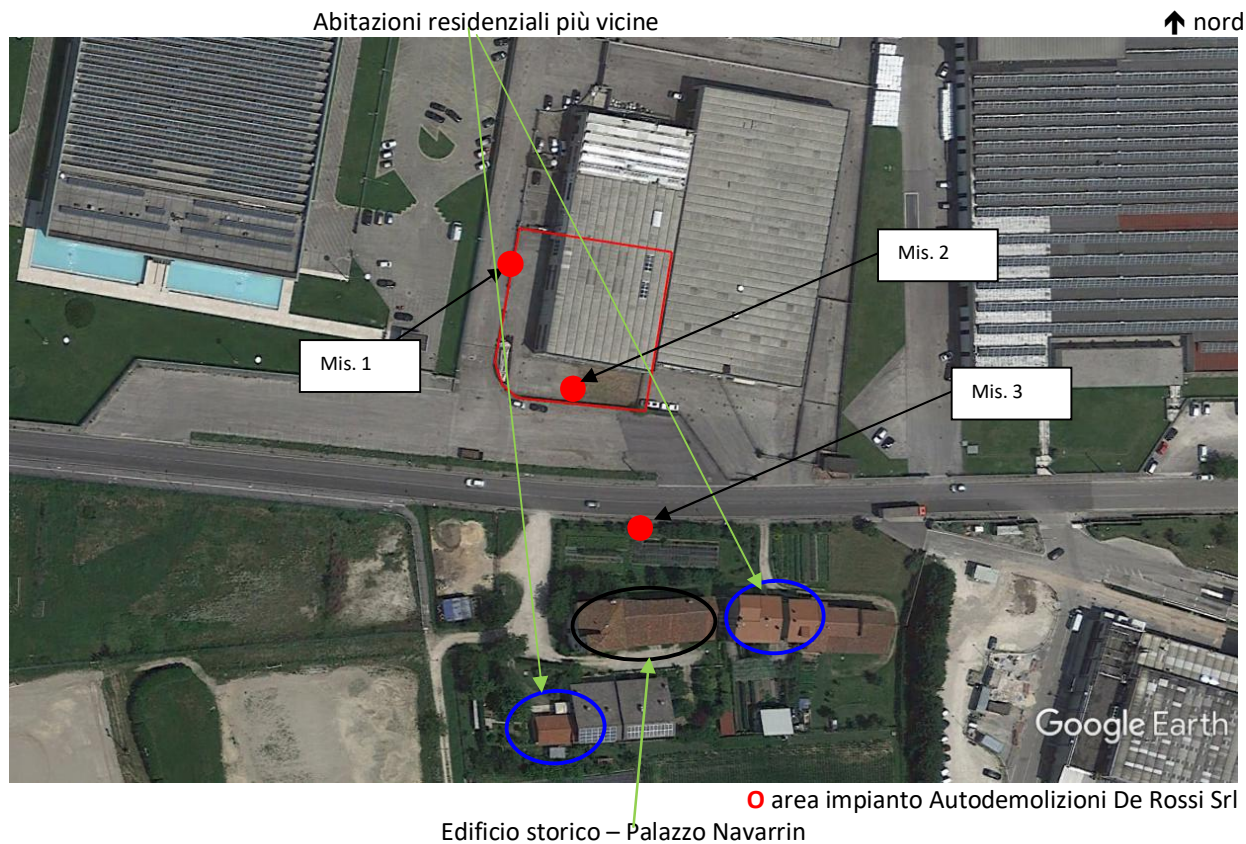 Abitazioni residenziali più vicine
🡱 nord
Mis. 2
Mis. 1
Mis. 3
Google Earth
O area impianto Autodemolizioni De Rossi Srl
Edificio storico – Palazzo Navarrin